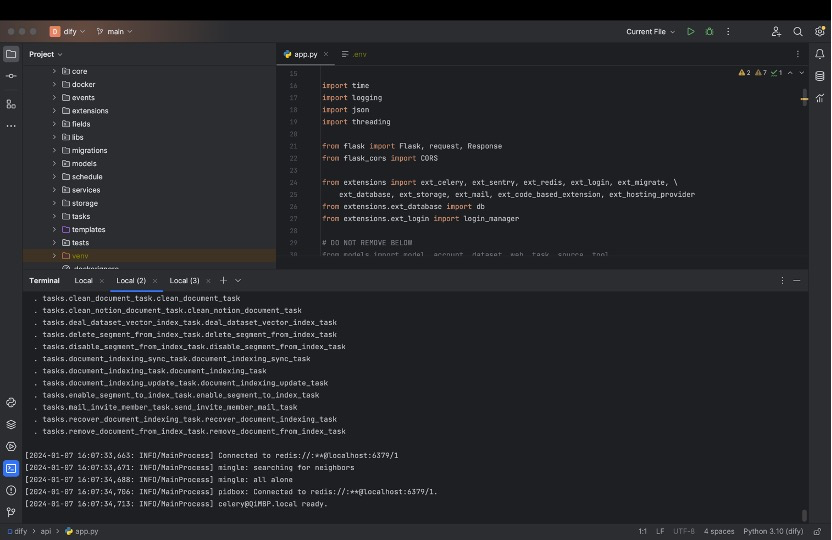 D dify main Current File
Project
app.py .env
core
docker
events
extensions
fields
libs
migrations
models
schedule
services
storage
tasks
templates
tests
venv
.dockerignore
2 7 1
15
16 import time
17 import logging
18 import json
19 import threading
20
21 from flask import Flask, request, Response
22 from flask_cors import CORS
23
24 from extensions import ext_celery, ext_sentry, ext_redis, ext_login, ext_migrate, \
25 ext_database, ext_storage, ext_mail, ext_code_based_extension, ext_hosting_provider
26 from extensions.ext_database import db
27 from extensions.ext_login import login_manager
28
29 # DO NOT REMOVE BELOW
30 from models import model, account, dataset, web, task, source, tool
Terminal Local Local (2) Local (3)
. tasks.clean_document_task.clean_document_task
. tasks.clean_notion_document_task.clean_notion_document_task
. tasks.deal_dataset_vector_index_task.deal_dataset_vector_index_task
. tasks.delete_segment_from_index_task.delete_segment_from_index_task
. tasks.disable_segment_from_index_task.disable_segment_from_index_task
. tasks.document_indexing_sync_task.document_indexing_sync_task
. tasks.document_indexing_task.document_indexing_task
. tasks.document_indexing_update_task.document_indexing_update_task
. tasks.enable_segment_to_index_task.enable_segment_to_index_task
. tasks.mail_invite_member_task.send_invite_member_mail_task
. tasks.recover_document_indexing_task.recover_document_indexing_task
. tasks.remove_document_from_index_task.remove_document_from_index_task
[2024-01-07 16:07:33,663: INFO/MainProcess] Connected to redis://:**@localhost:6379/1
[2024-01-07 16:07:33,671: INFO/MainProcess] mingle: searching for neighbors
[2024-01-07 16:07:34,688: INFO/MainProcess] mingle: all alone
[2024-01-07 16:07:34,706: INFO/MainProcess] pidbox: Connected to redis://:**@localhost:6379/1.
[2024-01-07 16:07:34,713: INFO/MainProcess] celery@QiMBP.local ready.
dify > api > app.py 1:1 LF UTF-8 4 spaces Python 3.10 (dify)